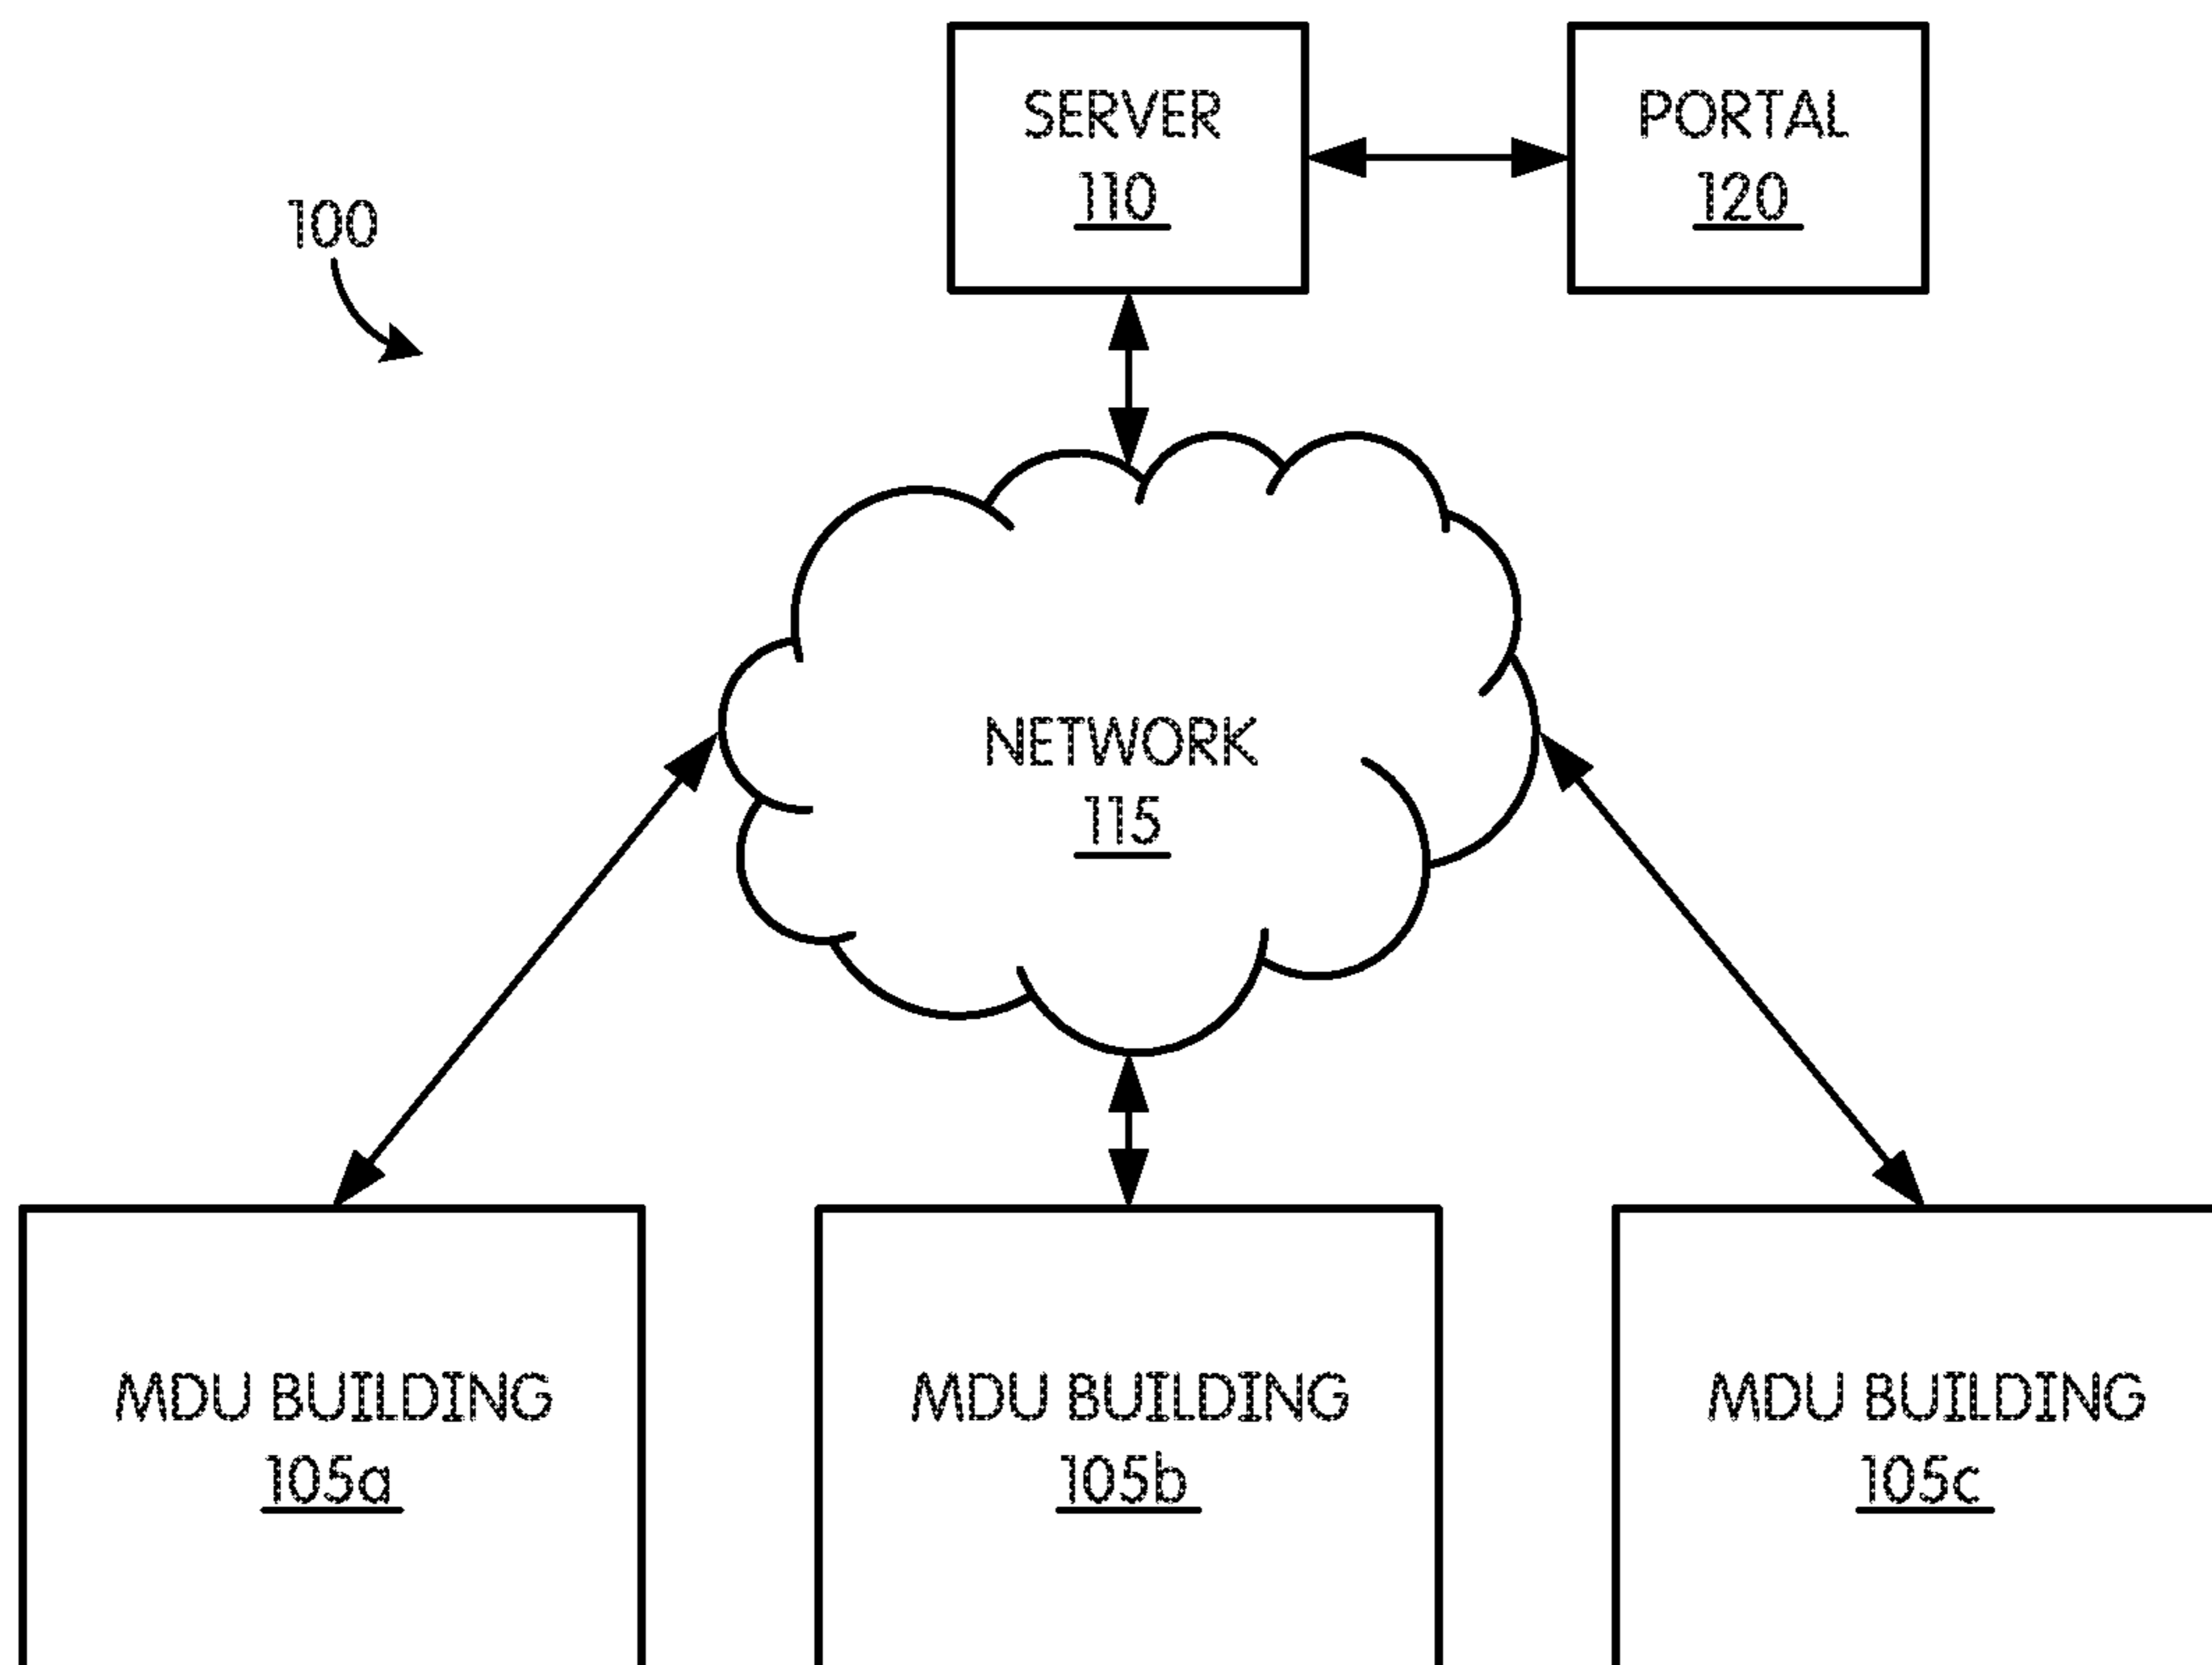 SERVER
110
PORTAL
120
100
NETWORK
115
MDU BUILDING
105a
MDU BUILDING
105b
MDU BUILDING
105c